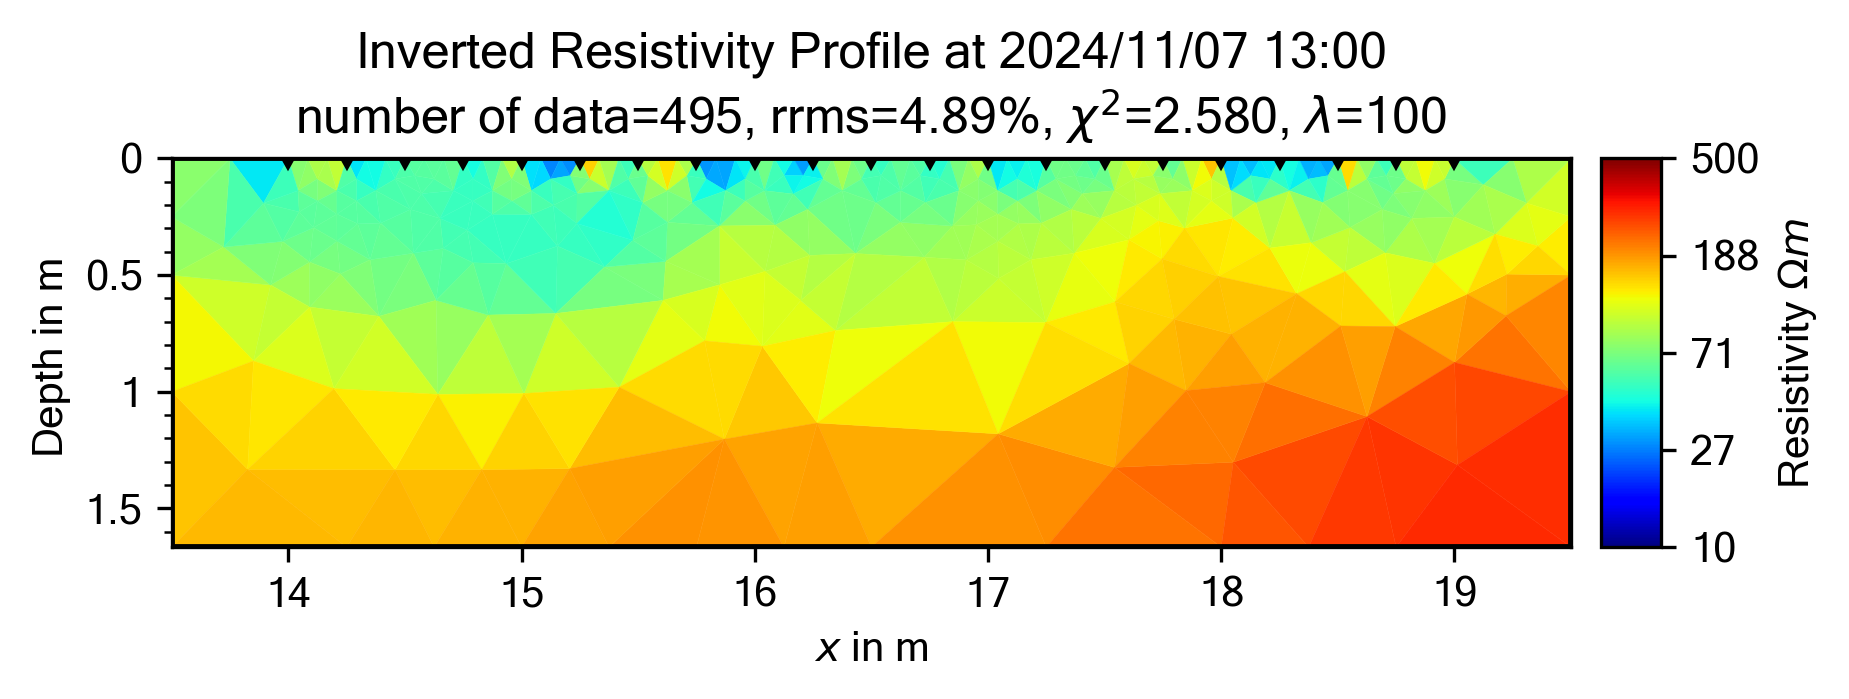 Inverted Resistivity Profile at 2024/11/07 13:00
number of data=495, rrms=4.89%, χ²=2.580, λ=100
0
0.5
1
1.5
Depth in m
14 15 16 17 18 19
x in m
500
188
71
27
10
Resistivity Ωm